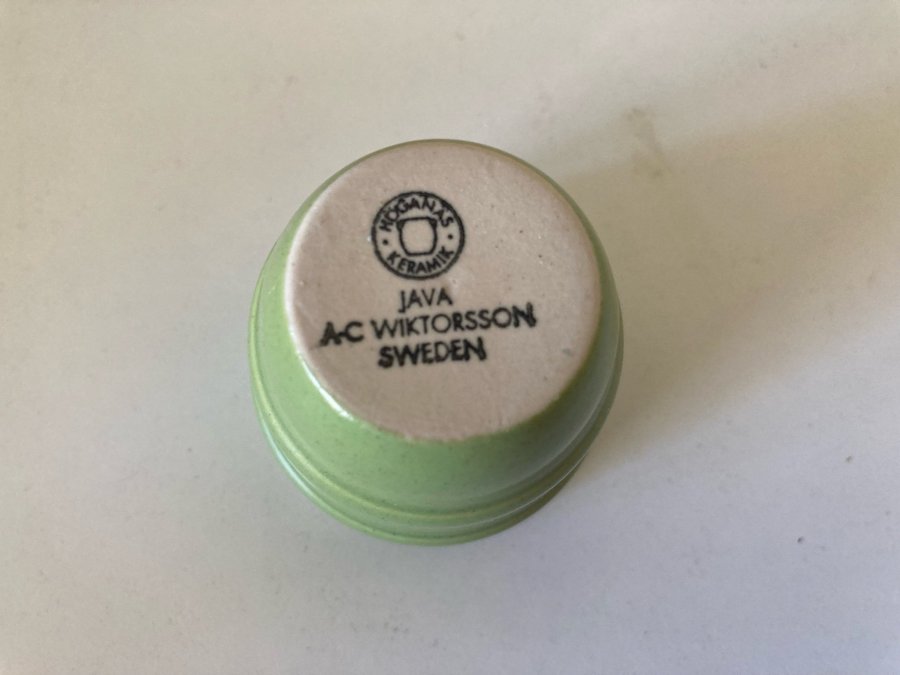 HÖGANÄS
KERAMIK
JAVA
A-C WIKTORSSON
SWEDEN